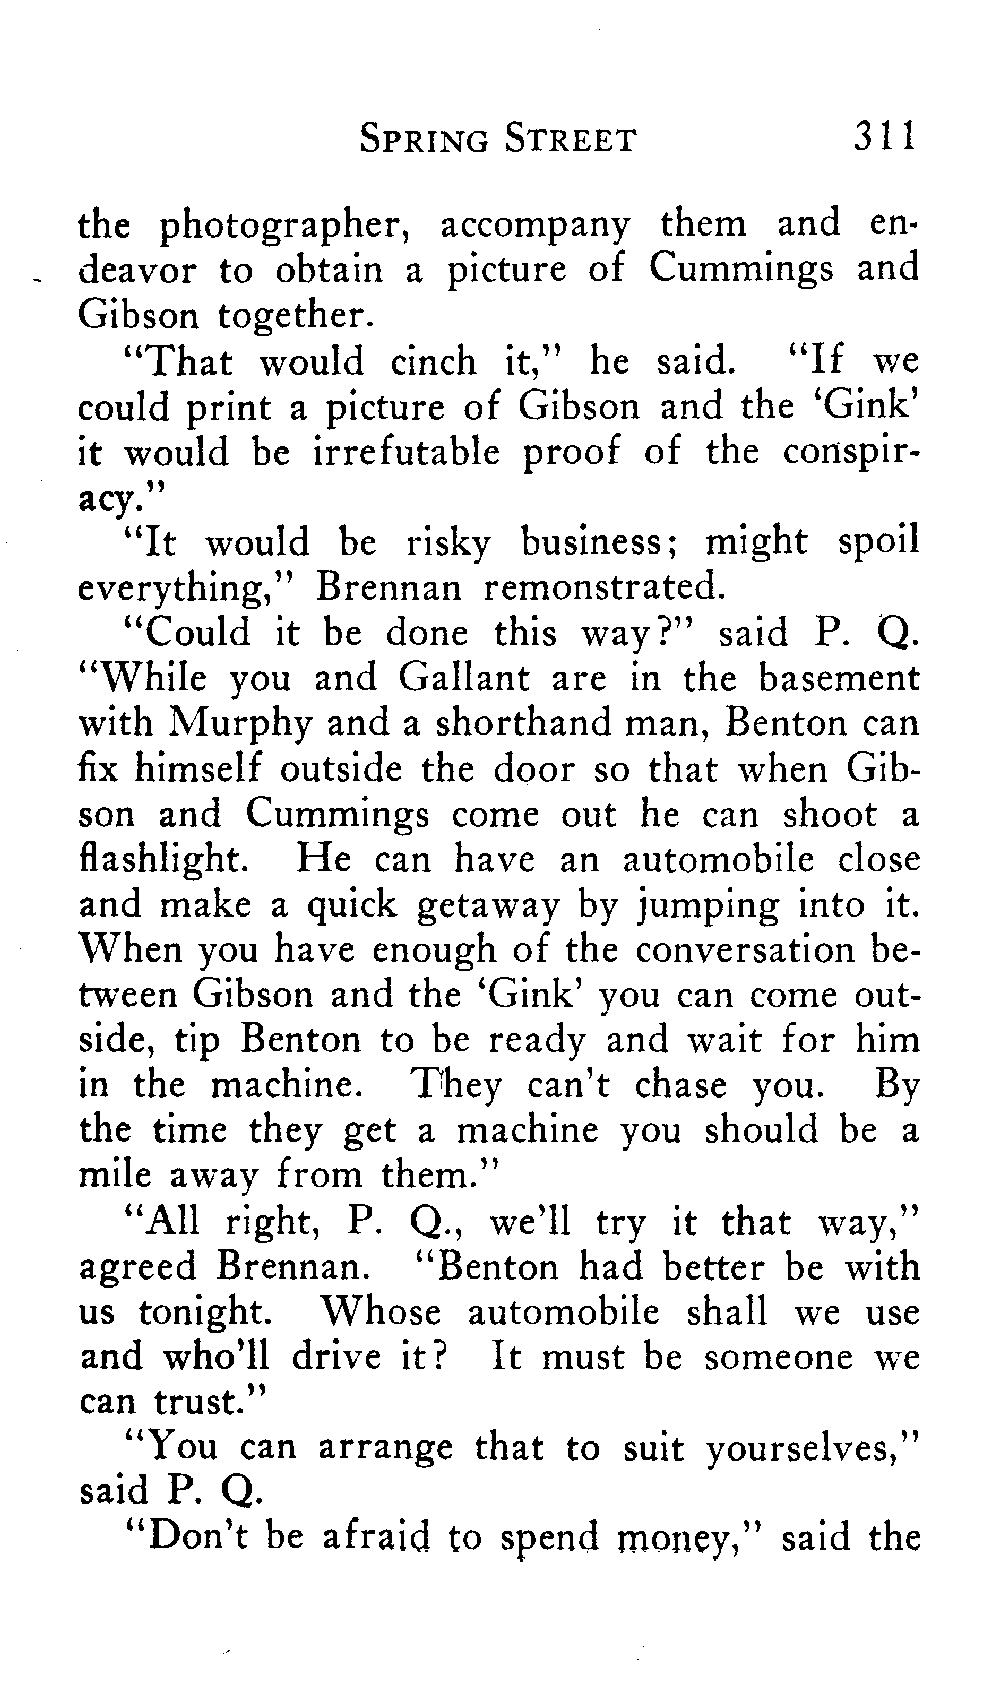 SPRING STREET 311
the photographer, accompany them and en-
deavor to obtain a picture of Cummings and
Gibson together.
"That would cinch it," he said. "If we
could print a picture of Gibson and the 'Gink'
it would be irrefutable proof of the conspir-
acy."
"It would be risky business; might spoil
everything," Brennan remonstrated.
"Could it be done this way?" said P. Q.
"While you and Gallant are in the basement
with Murphy and a shorthand man, Benton can
fix himself outside the door so that when Gib-
son and Cummings come out he can shoot a
flashlight. He can have an automobile close
and make a quick getaway by jumping into it.
When you have enough of the conversation be-
tween Gibson and the 'Gink' you can come out-
side, tip Benton to be ready and wait for him
in the machine. They can't chase you. By
the time they get a machine you should be a
mile away from them."
"All right, P. Q., we'll try it that way,"
agreed Brennan. "Benton had better be with
us tonight. Whose automobile shall we use
and who'll drive it? It must be someone we
can trust."
"You can arrange that to suit yourselves,"
said P. Q.
"Don't be afraid to spend money," said the